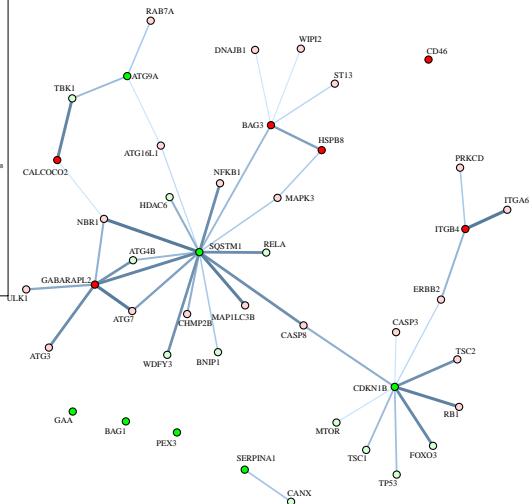 RAB7A
DNAJB1
WIPI2
CD46
ATG9A
ST13
TBK1
BAG3
HSPB8
ATG16L1
CALCOCO2
PRKCD
NFKB1
MAPK3
ITGA6
HDAC6
NBR1
ITGB4
SQSTM1
RELA
ATG4B
GABARAPL2
ULK1
ERBB2
ATG7
CHMP2B
MAP1LC3B
CASP3
CASP8
ATG3
WDFY3
BNIP1
TSC2
CDKN1B
RB1
GAA
BAG1
PEX3
MTOR
TSC1
FOXO3
SERPINA1
TP53
CANX